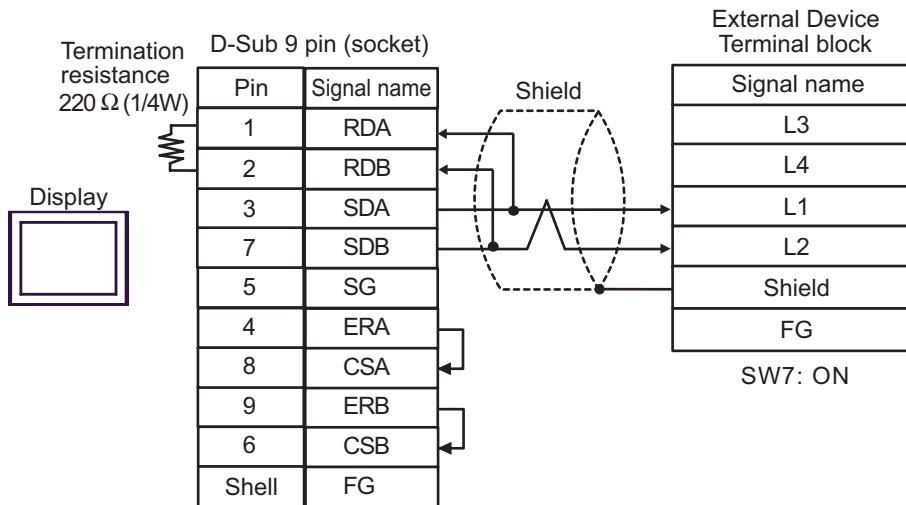 Termination
resistance
220 Ω (1/4W)
D-Sub 9 pin (socket)
Pin Signal name
1 RDA
2 RDB
3 SDA
7 SDB
5 SG
4 ERA
8 CSA
9 ERB
6 CSB
Shell FG
Display
Shield
External Device
Terminal block
Signal name
L3
L4
L1
L2
Shield
FG
SW7: ON